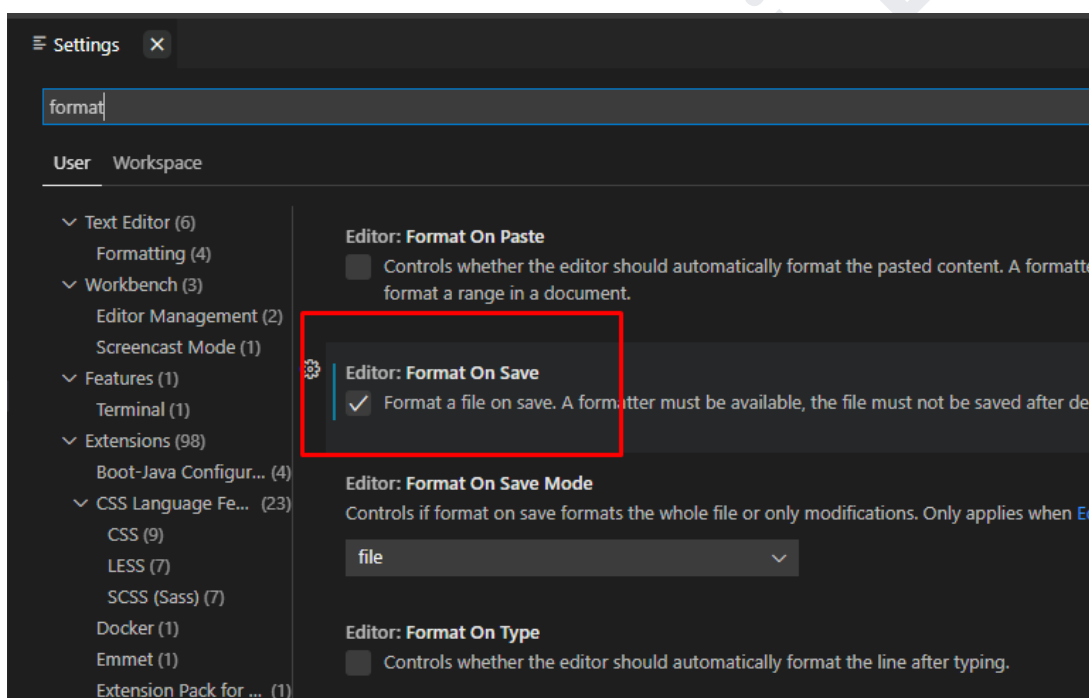 Settings
format
User Workspace
Text Editor (6)
Formatting (4)
Workbench (3)
Editor Management (2)
Screencast Mode (1)
Features (1)
Terminal (1)
Extensions (98)
Boot-Java Configur... (4)
CSS Language Fe... (23)
CSS (9)
LESS (7)
SCSS (Sass) (7)
Docker (1)
Emmet (1)
Extension Pack for ... (1)
Editor: Format On Paste
Controls whether the editor should automatically format the pasted content. A formatte
format a range in a document.
Editor: Format On Save
Format a file on save. A formatter must be available, the file must not be saved after de
Editor: Format On Save Mode
Controls if format on save formats the whole file or only modifications. Only applies when E
file
Editor: Format On Type
Controls whether the editor should automatically format the line after typing.